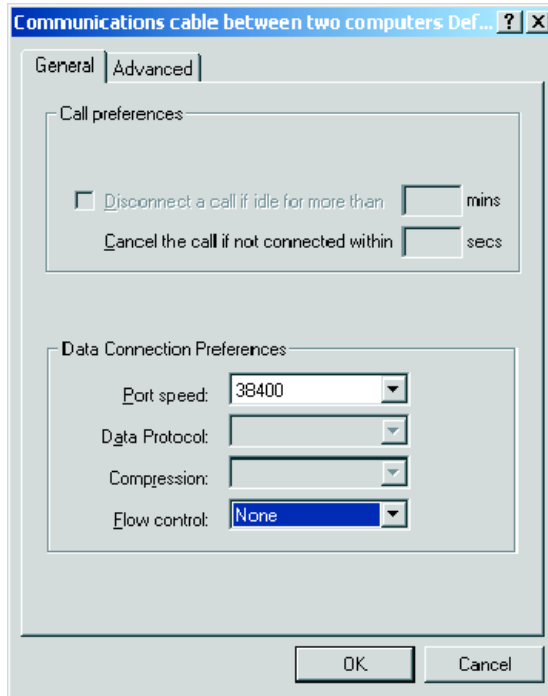 Communications cable between two computers Def... ? X
General Advanced
Call preferences
Disconnect a call if idle for more than mins
Cancel the call if not connected within secs
Data Connection Preferences
Port speed: 38400
Data Protocol:
Compression:
Flow control: None
OK Cancel